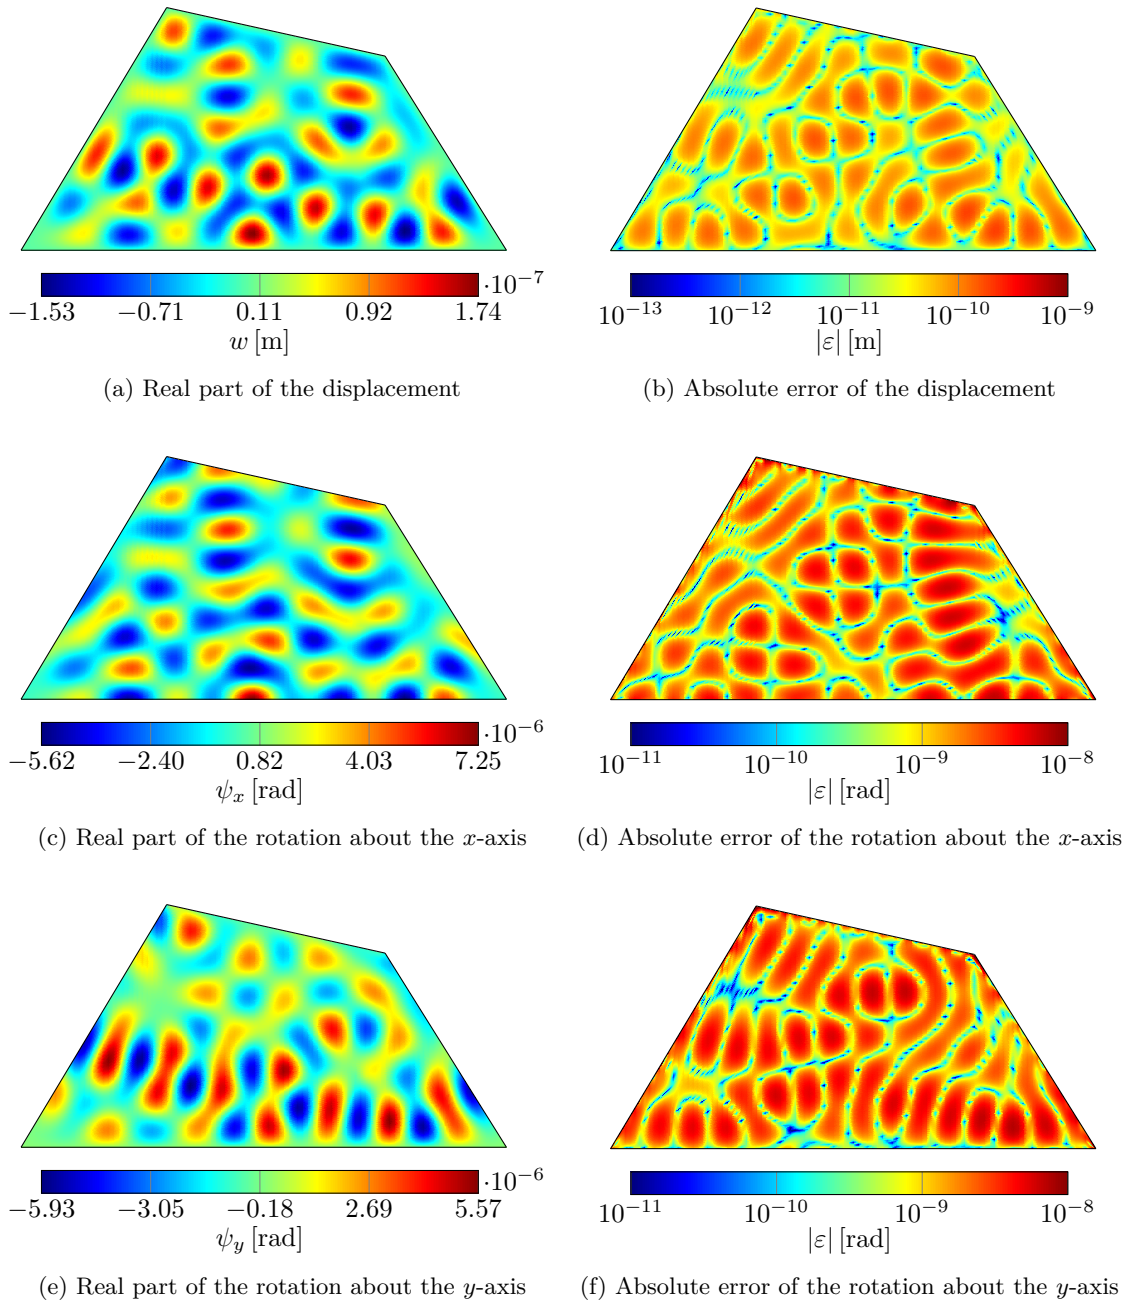 −1.53 −0.71 0.11 0.92 1.74 ·10⁻⁷
w [m]
10⁻¹³ 10⁻¹² 10⁻¹¹ 10⁻¹⁰ 10⁻⁹
|ε| [m]
(a) Real part of the displacement
(b) Absolute error of the displacement
−5.62 −2.40 0.82 4.03 7.25 ·10⁻⁶
ψₓ [rad]
10⁻¹¹ 10⁻¹⁰ 10⁻⁹ 10⁻⁸
|ε| [rad]
(c) Real part of the rotation about the x-axis
(d) Absolute error of the rotation about the x-axis
−5.93 −3.05 −0.18 2.69 5.57 ·10⁻⁶
ψ_y [rad]
10⁻¹¹ 10⁻¹⁰ 10⁻⁹ 10⁻⁸
|ε| [rad]
(e) Real part of the rotation about the y-axis
(f) Absolute error of the rotation about the y-axis